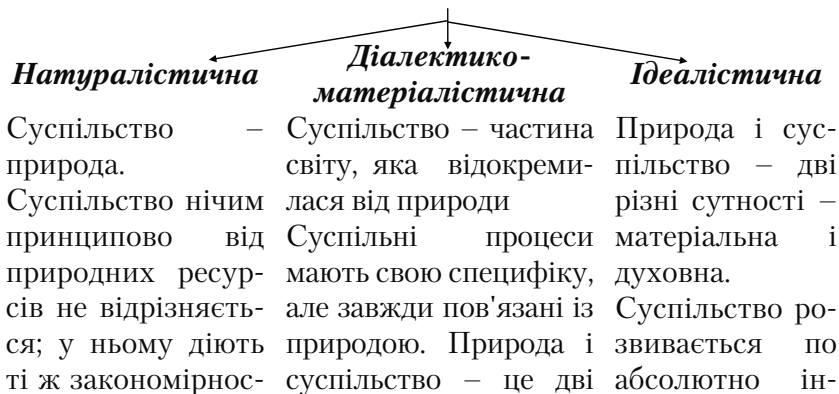 Натуралістична
Діалектико-
матеріалістична
Ідеалістична
Суспільство –
природа.
Суспільство нічим
принципово від
природних ресур-
сів не відрізняєть-
ся; у ньому діють
ті ж закономірнос-
Суспільство – частина
світу, яка відокреми-
лася від природи
Суспільні процеси
мають свою специфіку,
але завжди пов'язані із
природою. Природа і
суспільство – це дві
Природа і сус-
пільство – дві
різні сутності –
матеріальна і
духовна.
Суспільство ро-
звивається по
абсолютно ін-